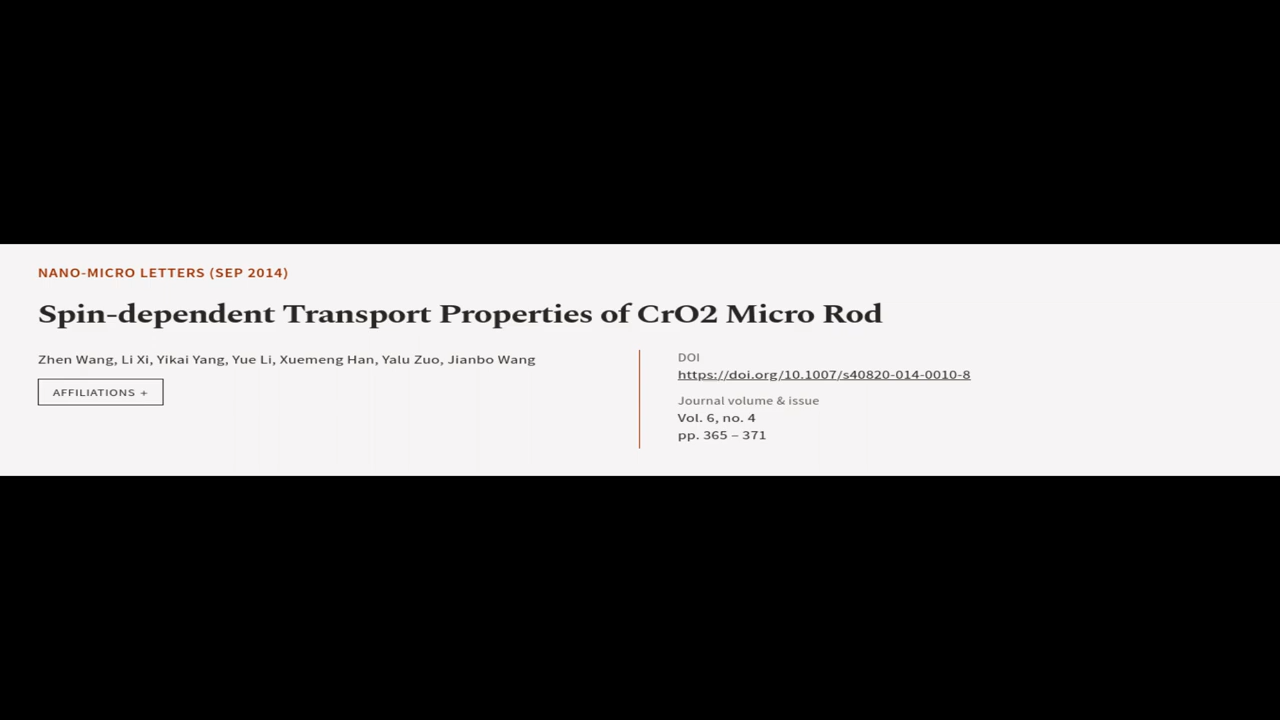 NANO-MICRO LETTERS (SEP 2014)
Spin-dependent Transport Properties of CrO2 Micro Rod
Zhen Wang, Li Xi, Yikai Yang, Yue Li, Xuemeng Han, Yalu Zuo, Jianbo Wang
AFFILIATIONS +
DOI
https://doi.org/10.1007/s40820-014-0010-8
Journal volume & issue
Vol. 6, no. 4
pp. 365 – 371